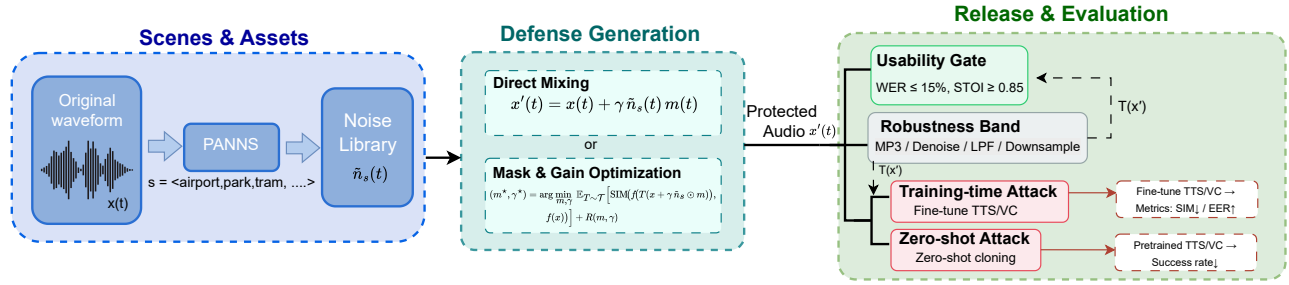 Scenes & Assets
Original
waveform
x(t)
PANNS
s = <airport,park,tram, ....>
Noise
Library
ñ_s(t)
Defense Generation
Direct Mixing
x′(t) = x(t) + γ ñ_s(t) m(t)
or
Mask & Gain Optimization
(m*, γ*) = arg min_{m,γ} 𝔼_{T∼𝒯}[SIM(f(T(x + γ ñ_s ⊙ m)),
f(x))] + R(m, γ)
Protected
Audio x′(t)
Release & Evaluation
Usability Gate
WER ≤ 15%, STOI ≥ 0.85
T(x′)
Robustness Band
MP3 / Denoise / LPF / Downsample
T(x′)
Training-time Attack
Fine-tune TTS/VC
Fine-tune TTS/VC →
Metrics: SIM↓ / EER↑
Zero-shot Attack
Zero-shot cloning
Pretrained TTS/VC →
Success rate↓